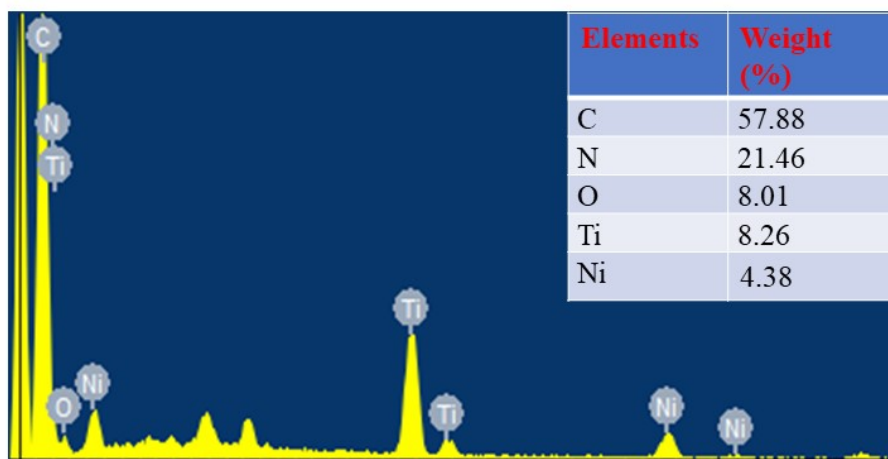 Elements Weight (%)
C 57.88
N 21.46
O 8.01
Ti 8.26
Ni 4.38
C
N
Ti
O
Ni
Ti
Ti
Ni
Ni